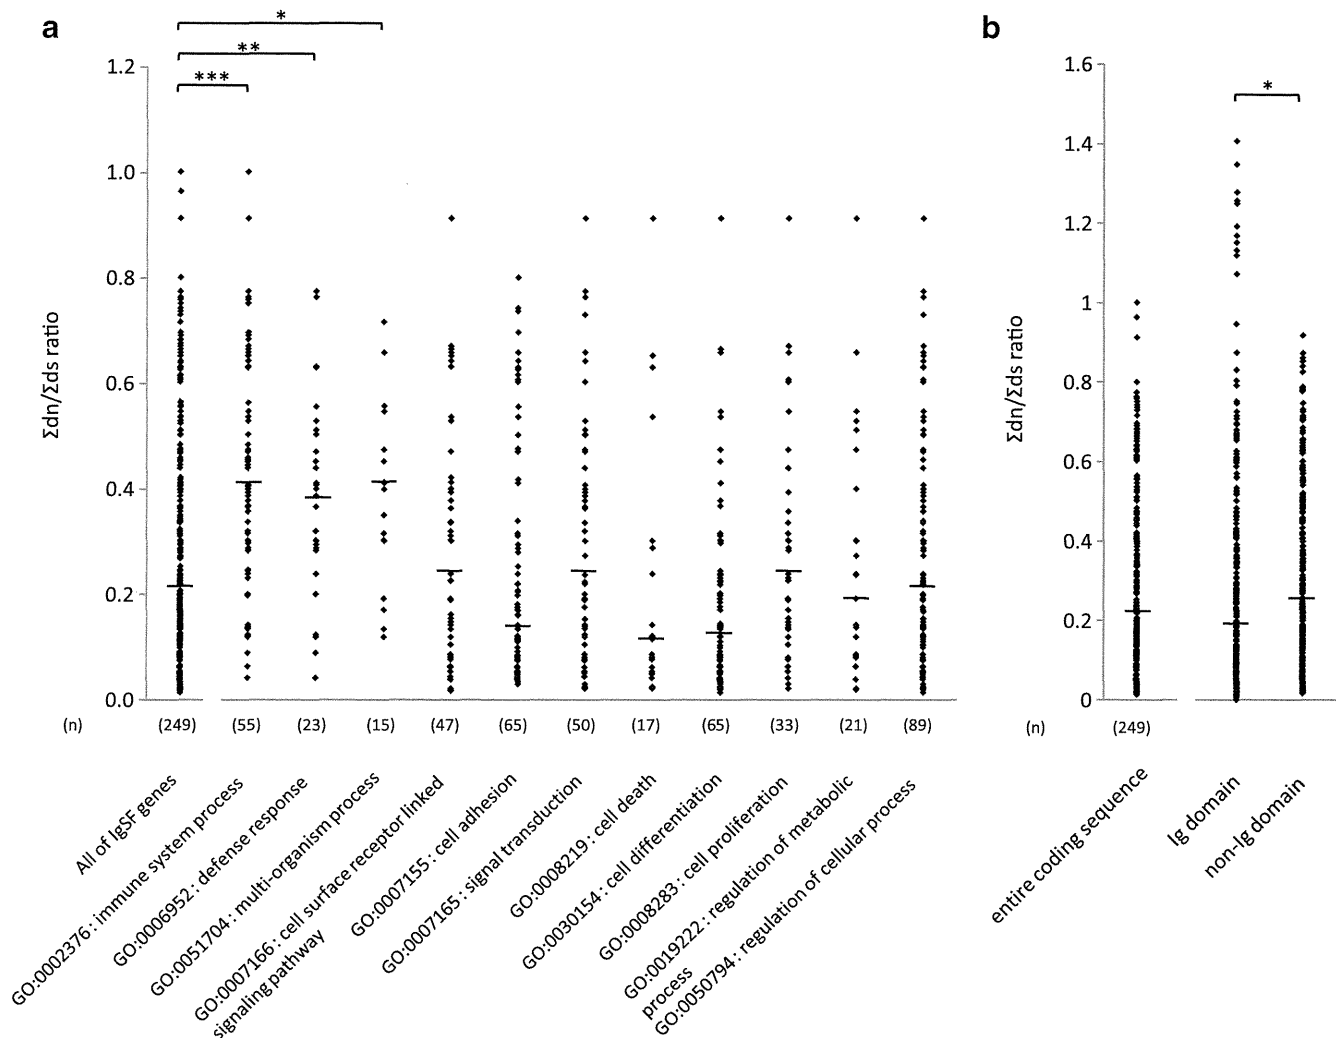 a
*
**
***
1.2
1.0
0.8
0.6
0.4
0.2
0.0
Σdn/Σds ratio
(n)
(249)
(55)
(23)
(15)
(47)
(65)
(50)
(17)
(65)
(33)
(21)
(89)
All of IgSF genes
GO:0002376 : immune system process
GO:0006952 : defense response
GO:0051704 : multi-organism process
GO:0007166 : cell surface receptor linked
signaling pathway
GO:0007155 : cell adhesion
GO:0007165 : signal transduction
GO:0008219 : cell death
GO:0030154 : cell differentiation
GO:0008283 : cell proliferation
GO:0019222 : regulation of metabolic
process
GO:0050794 : regulation of cellular process
b
*
1.6
1.4
1.2
1
0.8
0.6
0.4
0.2
0
Σdn/Σds ratio
(n)
(249)
entire coding sequence
Ig domain
non-Ig domain